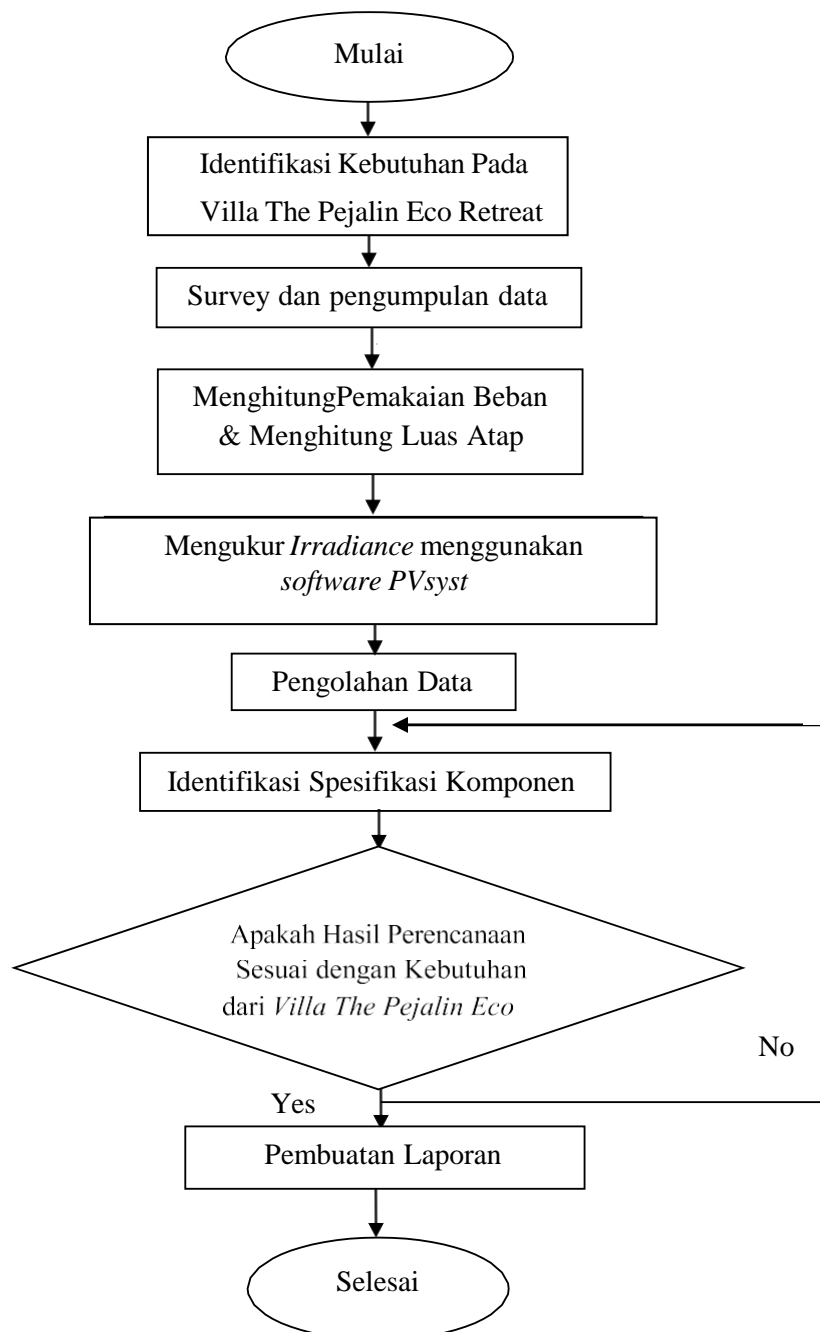 Mulai
Identifikasi Kebutuhan Pada
Villa The Pejalin Eco Retreat
Survey dan pengumpulan data
MenghitungPemakaian Beban
& Menghitung Luas Atap
Mengukur Irradiance menggunakan
software PVsyst
Pengolahan Data
Identifikasi Spesifikasi Komponen
Apakah Hasil Perencanaan
Sesuai dengan Kebutuhan
dari Villa The Pejalin Eco
No
Yes
Pembuatan Laporan
Selesai